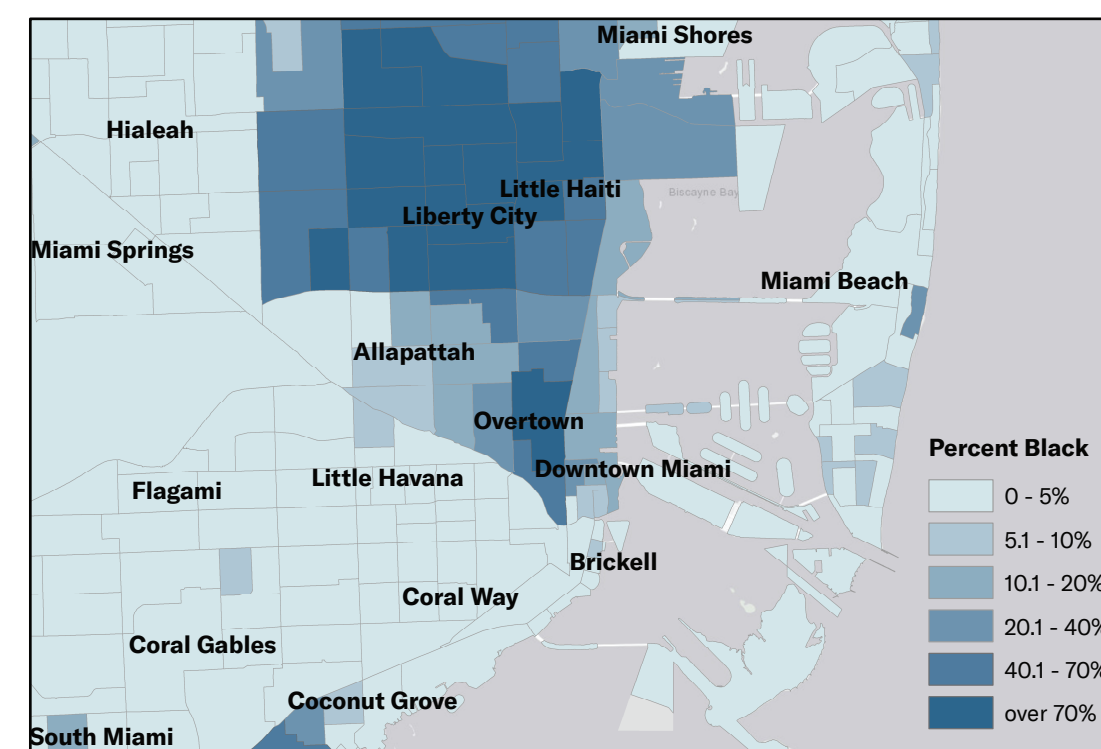 Miami Shores
Hialeah
Little Haiti
Biscayne Bay
Liberty City
Miami Springs
Miami Beach
Allapattah
Overtown
Downtown Miami
Little Havana
Flagami
Brickell
Coral Way
Coral Gables
Coconut Grove
South Miami
Percent Black
0 - 5%
5.1 - 10%
10.1 - 20%
20.1 - 40%
40.1 - 70%
over 70%